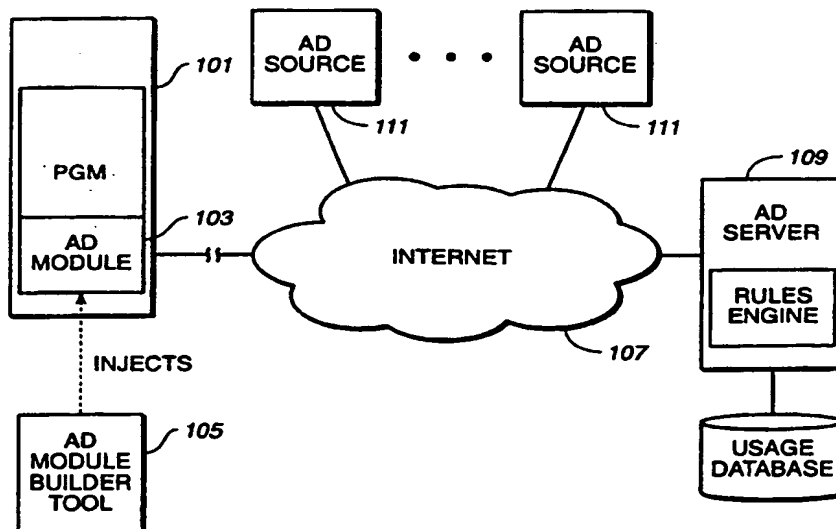 101
PGM
103
AD
MODULE
INJECTS
105
AD
MODULE
BUILDER
TOOL
AD
SOURCE
111
AD
SOURCE
111
INTERNET
107
109
AD
SERVER
RULES
ENGINE
USAGE
DATABASE